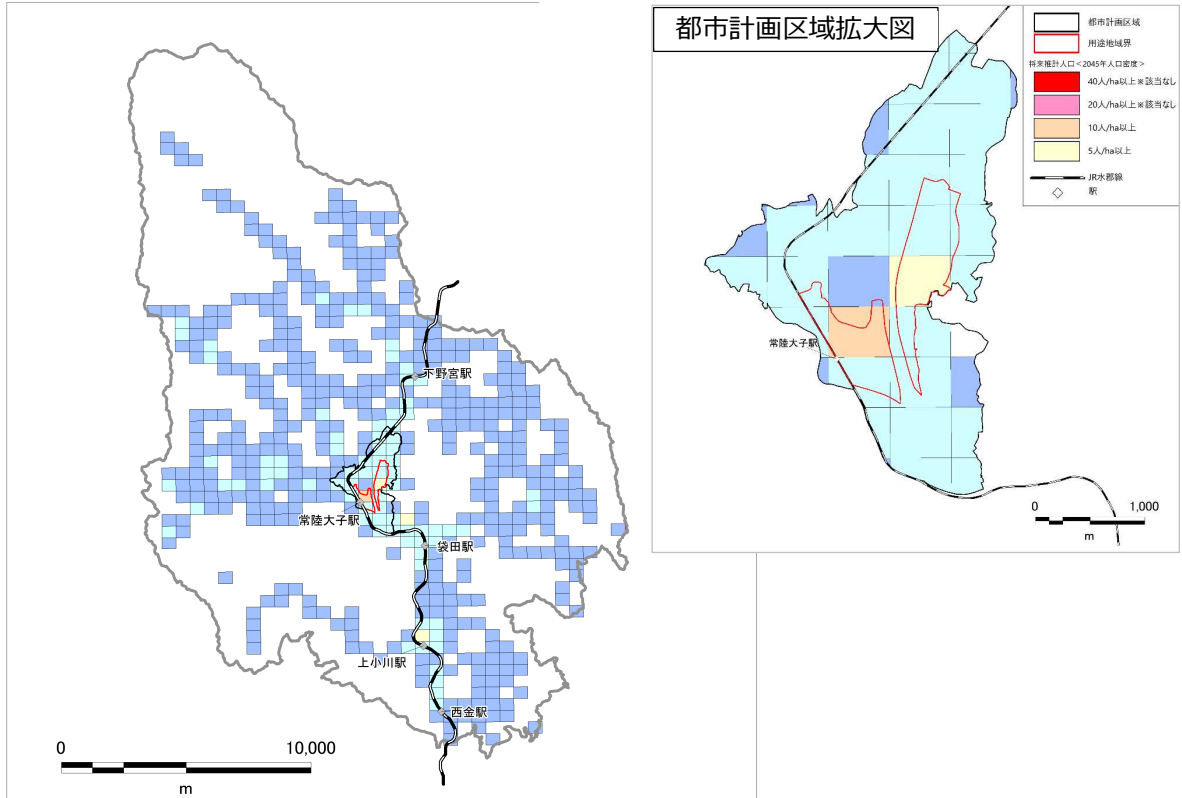 都市計画区域拡大図
都市計画区域
用途地域界
将来推計人口<2045年人口密度>
40人/ha以上※該当なし
20人/ha以上※該当なし
10人/ha以上
5人/ha以上
JR水郡線
駅
常陸大子駅
0 1,000
m
下野宮駅
常陸大子駅
袋田駅
上小川駅
西金駅
0 10,000
m